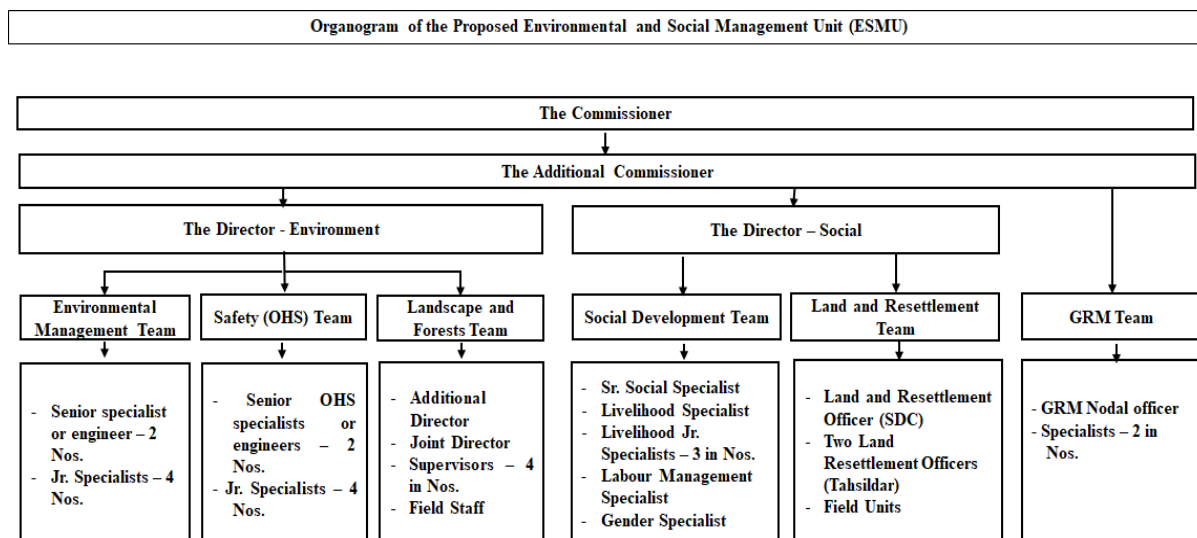 Organogram of the Proposed Environmental and Social Management Unit (ESMU)
The Commissioner
The Additional Commissioner
The Director - Environment
The Director – Social
Environmental
Management Team
Safety (OHS) Team
Landscape and
Forests Team
Social Development Team
Land and Resettlement
Team
GRM Team
- Senior specialist
or engineer – 2
Nos.
- Jr. Specialists – 4
Nos.
- Senior OHS
specialists or
engineers – 2
Nos.
- Jr. Specialists – 4
Nos.
- Additional
Director
- Joint Director
- Supervisors – 4
in Nos.
- Field Staff
- Sr. Social Specialist
- Livelihood Specialist
- Livelihood Jr.
Specialists – 3 in Nos.
- Labour Management
Specialist
- Gender Specialist
- Land and Resettlement
Officer (SDC)
- Two Land
Resettlement Officers
(Tahsildar)
- Field Units
- GRM Nodal officer
- Specialists – 2 in
Nos.